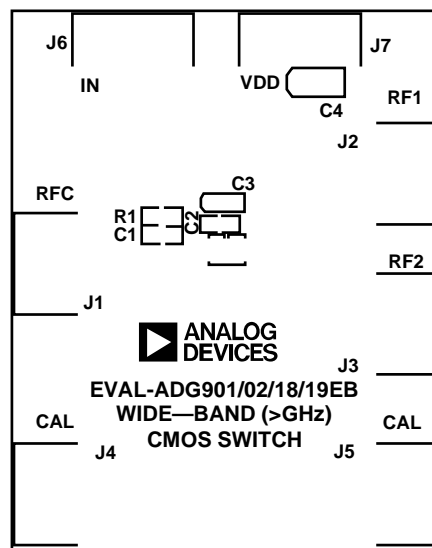 J6
J7
IN
VDD
C4
RF1
J2
RFC
C3
R1
C1
C2
RF2
J1
ANALOG
DEVICES
J3
EVAL-ADG901/02/18/19EB
WIDE—BAND (>GHz)
CMOS SWITCH
CAL
CAL
J4
J5